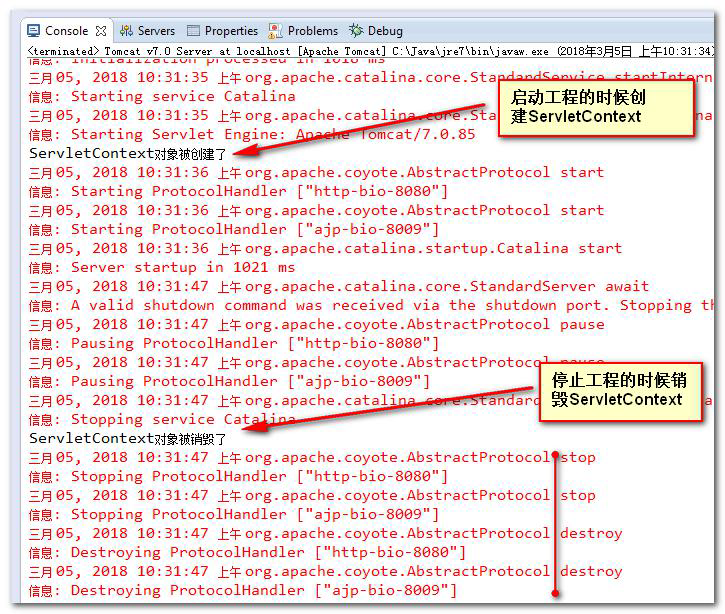 Console Servers Properties Problems Debug
<terminated> Tomcat v7.0 Server at localhost [Apache Tomcat] C:\Java\jre7\bin\javaw.exe (2018年3月5日 上午10:31:34)
信息: Initialization processed in 1018 ms
三月 05, 2018 10:31:35 上午 org.apache.catalina.core.StandardService startIntern
信息: Starting service Catalina
三月 05, 2018 10:31:35 上午
启动工程的时候创
建ServletContext
信息: Starting Servlet Engine: Apache Tomcat/7.0.85
ServletContext对象被创建了
三月 05, 2018 10:31:36 上午 org.apache.coyote.AbstractProtocol start
信息: Starting ProtocolHandler ["http-bio-8080"]
三月 05, 2018 10:31:36 上午 org.apache.coyote.AbstractProtocol start
信息: Starting ProtocolHandler ["ajp-bio-8009"]
三月 05, 2018 10:31:36 上午 org.apache.catalina.startup.Catalina start
信息: Server startup in 1021 ms
三月 05, 2018 10:31:47 上午 org.apache.catalina.core.StandardServer await
信息: A valid shutdown command was received via the shutdown port. Stopping th
三月 05, 2018 10:31:47 上午 org.apache.coyote.AbstractProtocol pause
信息: Pausing ProtocolHandler ["http-bio-8080"]
三月 05, 2018 10:31:47 上午 org.apache.coyote.AbstractProtocol pause
信息: Pausing ProtocolHandler ["ajp-bio-8009"]
停止工程的时候销
毁ServletContext
三月 05, 2018 10:31:47 上午 org.apache.catalina.core.Standard
信息: Stopping service Catalina
ServletContext对象被销毁了
三月 05, 2018 10:31:47 上午 org.apache.coyote.AbstractProtocol stop
信息: Stopping ProtocolHandler ["http-bio-8080"]
三月 05, 2018 10:31:47 上午 org.apache.coyote.AbstractProtocol stop
信息: Stopping ProtocolHandler ["ajp-bio-8009"]
三月 05, 2018 10:31:47 上午 org.apache.coyote.AbstractProtocol destroy
信息: Destroying ProtocolHandler ["http-bio-8080"]
三月 05, 2018 10:31:47 上午 org.apache.coyote.AbstractProtocol destroy
信息: Destroying ProtocolHandler ["ajp-bio-8009"]